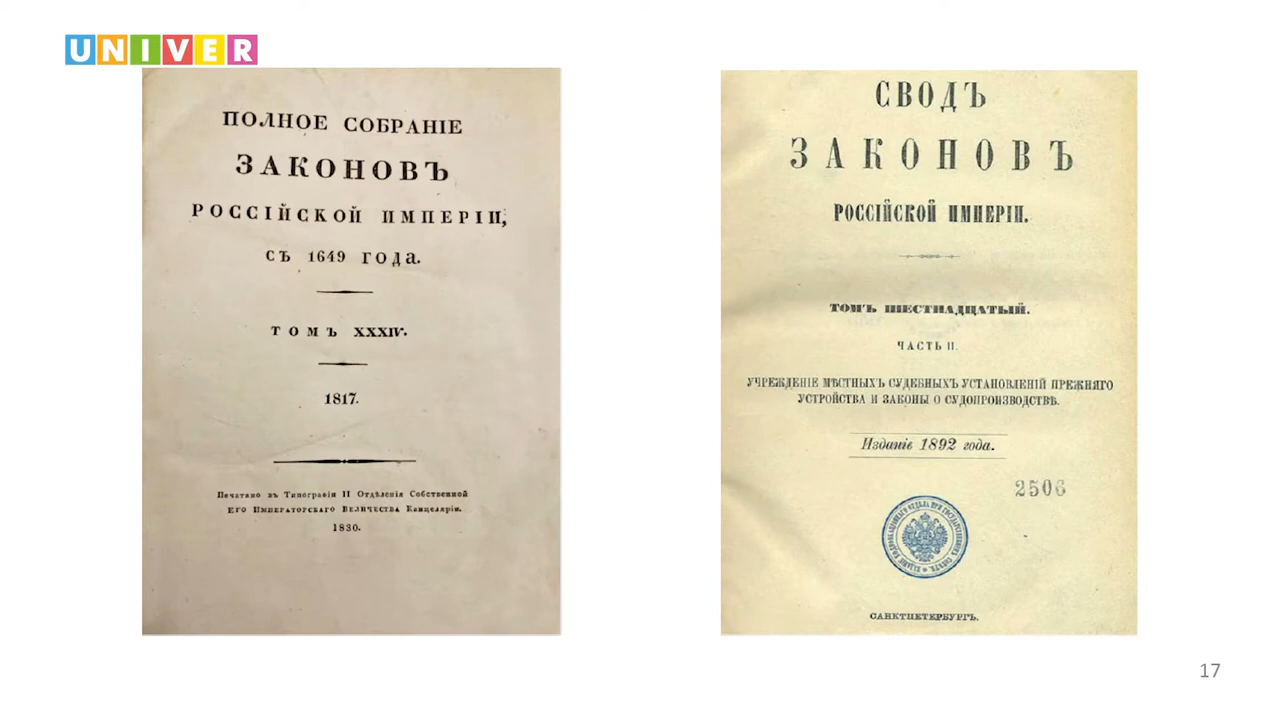 UNIVER
ПОЛНОЕ СОБРАНІЕ
ЗАКОНОВЪ
РОССІЙСКОЙ ИМПЕРІИ,
СЪ 1649 ГОДА.
ТОМЪ XXXIV.
1817.
Печатано въ Типографіи II Отдѣленія Собственной
ЕГО ИМПЕРАТОРСКАГО ВЕЛИЧЕСТВА Канцеляріи.
1830.
СВОДЪ
ЗАКОНОВЪ
РОССІЙСКОЙ ИМПЕРІИ.
ТОМЪ ШЕСТНАДЦАТЫЙ.
ЧАСТЬ II.
УЧРЕЖДЕНІЕ МѢСТНЫХЪ СУДЕБНЫХЪ УСТАНОВЛЕНІЙ ПРЕЖНЯГО
УСТРОЙСТВА И ЗАКОНЫ О СУДОПРОИЗВОДСТВѢ.
Изданіе 1892 года.
2506
САНКТПЕТЕРБУРГЪ.
17